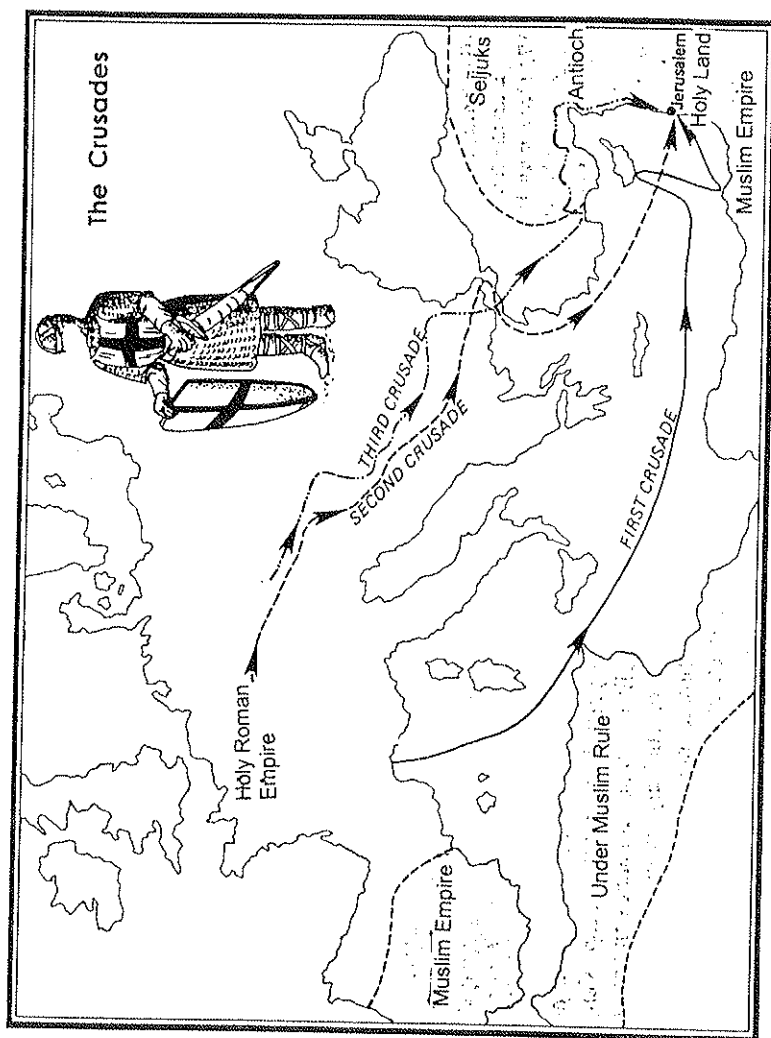 The Crusades
Holy Roman
Empire
THIRD CRUSADE
SECOND CRUSADE
Seljuks
Antioch
Jerusalem
Holy Land
Muslim Empire
FIRST CRUSADE
Muslim Empire
Under Muslim Rule